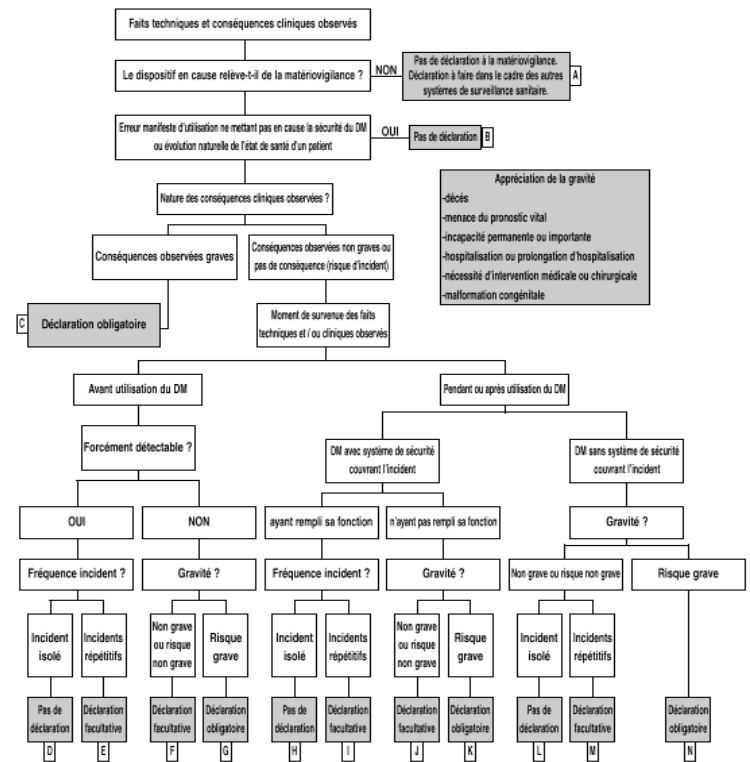 Faits techniques et conséquences cliniques observés
Le dispositif en cause relève-t-il de la matériovigilance ?
NON
Pas de déclaration à la matériovigilance.
Déclaration à faire dans le cadre des autres
systèmes de surveillance sanitaire.
A
Erreur manifeste d'utilisation ne mettant pas en cause la sécurité du DM
ou évolution naturelle de l'état de santé d'un patient
OUI
Pas de déclaration
B
Nature des conséquences cliniques observées ?
Appréciation de la gravité
-décés
-menace du pronostic vital
-incapacité permanente ou importante
-hospitalisation ou prolongation d'hospitalisation
-nécessité d'intervention médicale ou chirurgicale
-malformation congénitale
Conséquences observées graves
Conséquences observées non graves ou
pas de conséquence (risque d'incident)
C
Déclaration obligatoire
Moment de survenue des faits
techniques et / ou cliniques observés
Avant utilisation du DM
Pendant ou après utilisation du DM
Forcément détectable ?
DM avec système de sécurité
couvrant l'incident
DM sans système de sécurité
couvrant l'incident
OUI
NON
ayant rempli sa fonction
n'ayant pas rempli sa fonction
Gravité ?
Fréquence incident ?
Gravité ?
Fréquence incident ?
Gravité ?
Non grave ou risque non grave
Risque grave
Incident
isolé
Incidents
répétitifs
Non grave
ou risque
non grave
Risque
grave
Incident
isolé
Incidents
répétitifs
Non grave
ou risque
non grave
Risque
grave
Incident
isolé
Incidents
répétitifs
Pas de
déclaration
Déclaration
facultative
Déclaration
facultative
Déclaration
obligatoire
Pas de
déclaration
Déclaration
facultative
Déclaration
facultative
Déclaration
obligatoire
Pas de
déclaration
Déclaration
facultative
Déclaration
obligatoire
D
E
F
G
H
I
J
K
L
M
N